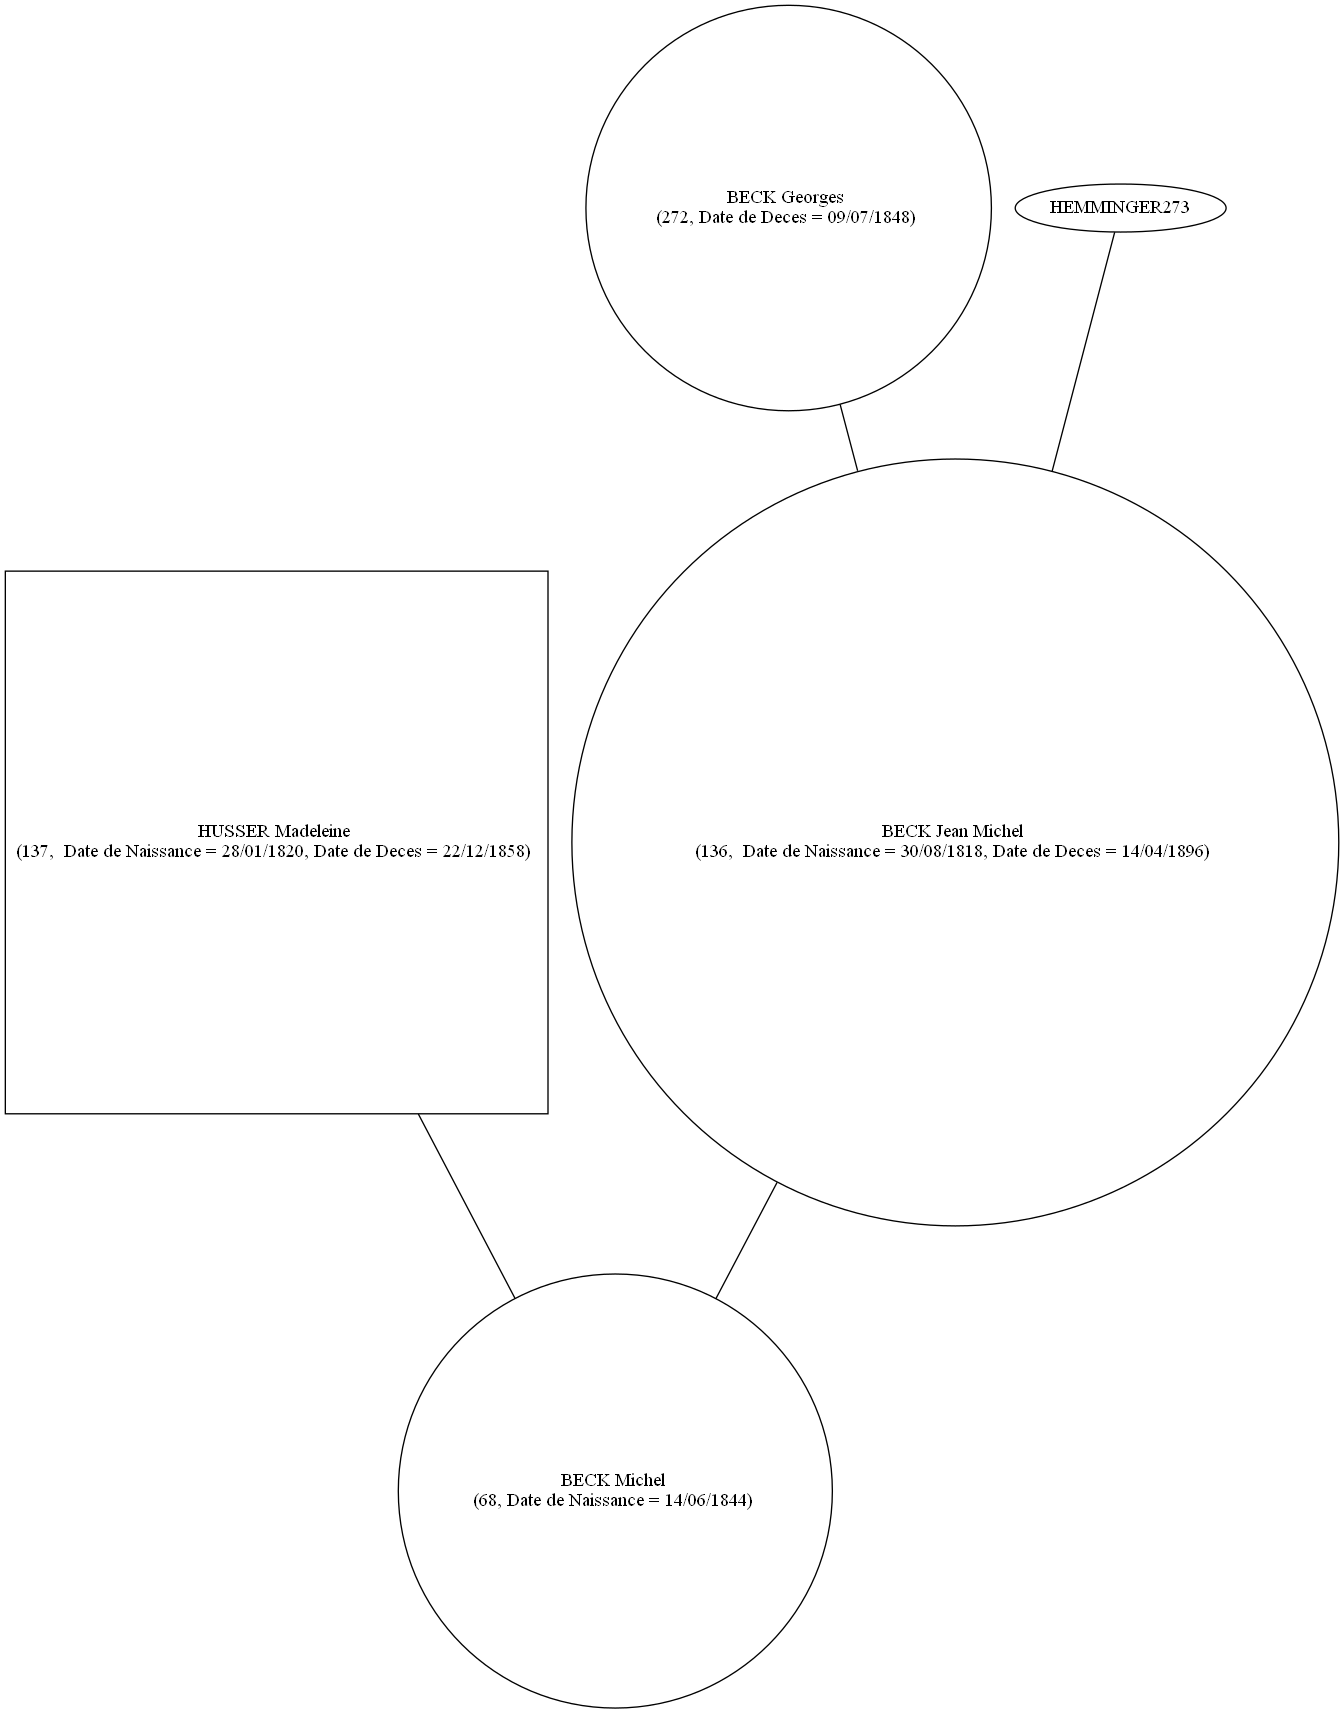 BECK Georges
(272, Date de Deces = 09/07/1848)
HEMMINGER273
HUSSER Madeleine
(137,  Date de Naissance = 28/01/1820, Date de Deces = 22/12/1858)
BECK Jean Michel
(136,  Date de Naissance = 30/08/1818, Date de Deces = 14/04/1896)
BECK Michel
(68, Date de Naissance = 14/06/1844)